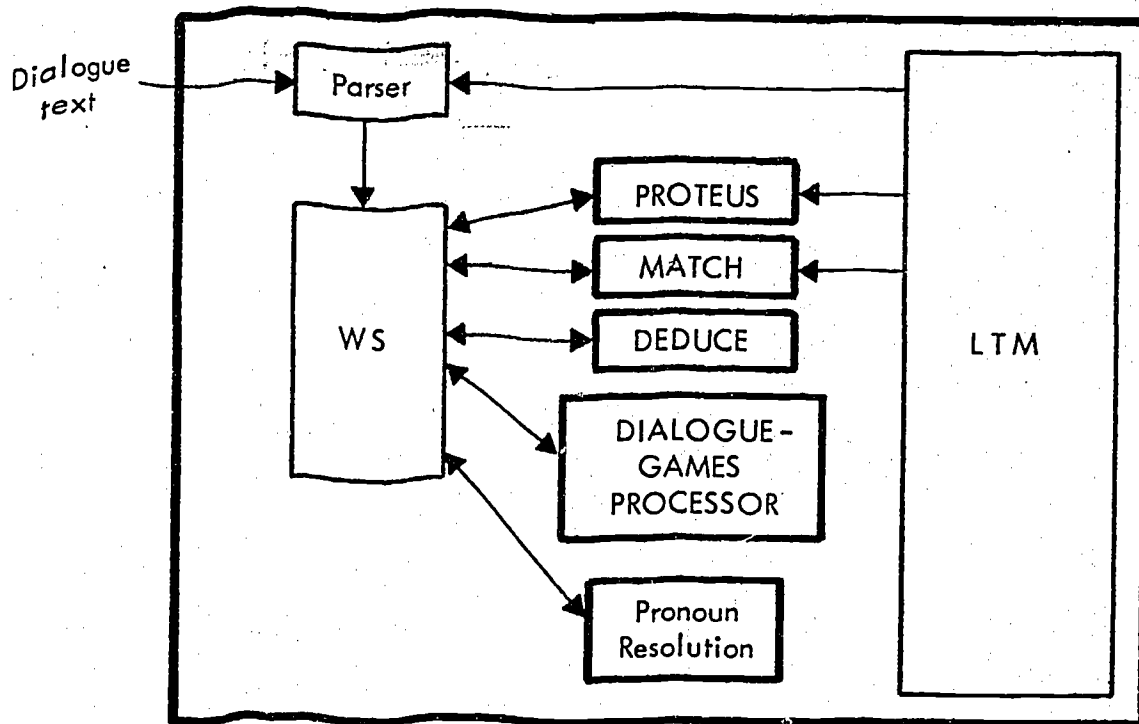 Dialogue
text
Parser
PROTEUS
MATCH
WS
DEDUCE
LTM
DIALOGUE-
GAMES
PROCESSOR
Pronoun
Resolution